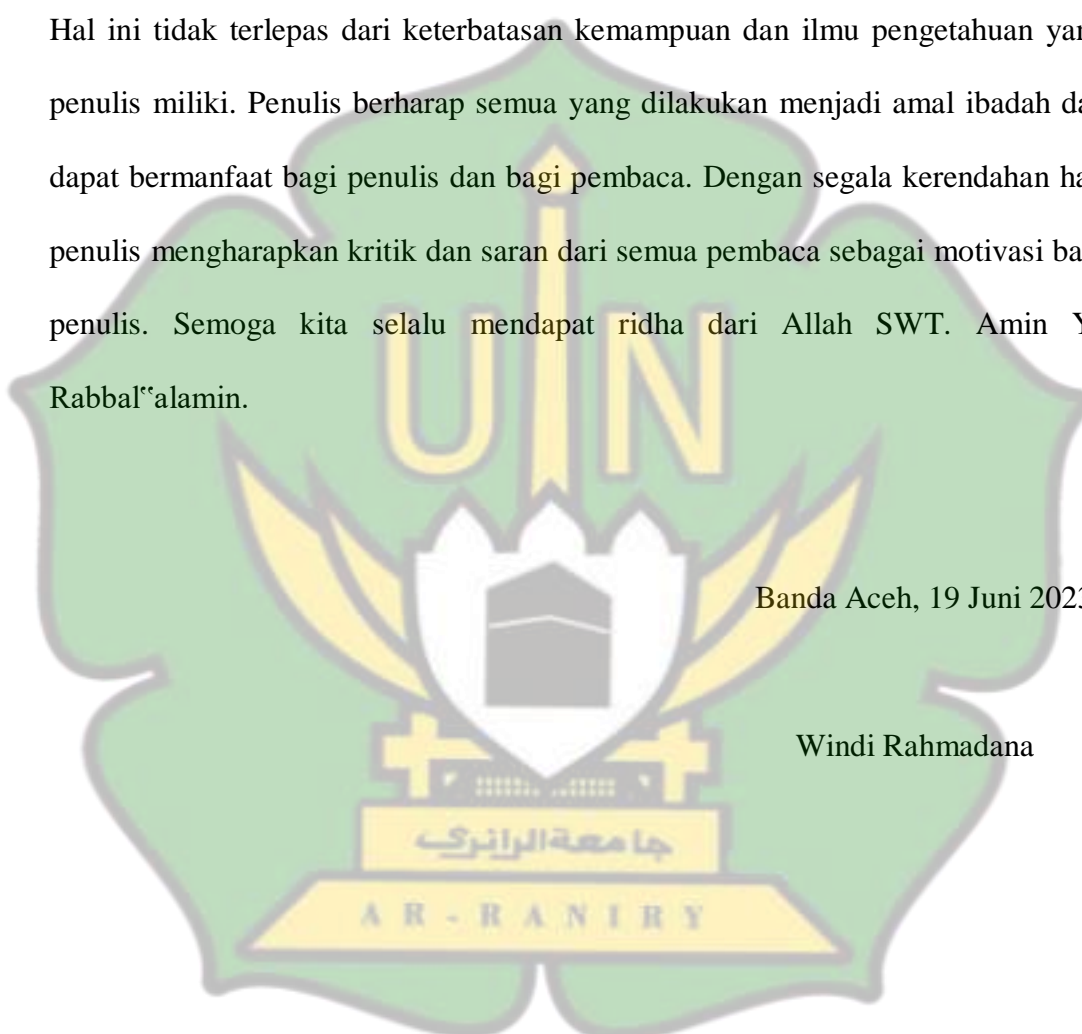 Hal ini tidak terlepas dari keterbatasan kemampuan dan ilmu pengetahuan yan
penulis miliki. Penulis berharap semua yang dilakukan menjadi amal ibadah da
dapat bermanfaat bagi penulis dan bagi pembaca. Dengan segala kerendahan ha
penulis mengharapkan kritik dan saran dari semua pembaca sebagai motivasi ba
penulis. Semoga kita selalu mendapat ridha dari Allah SWT. Amin Y
Rabbal‟alamin.
UIN
Banda Aceh, 19 Juni 2023
Windi Rahmadana
جامعة الرانري
AR-RANIRY